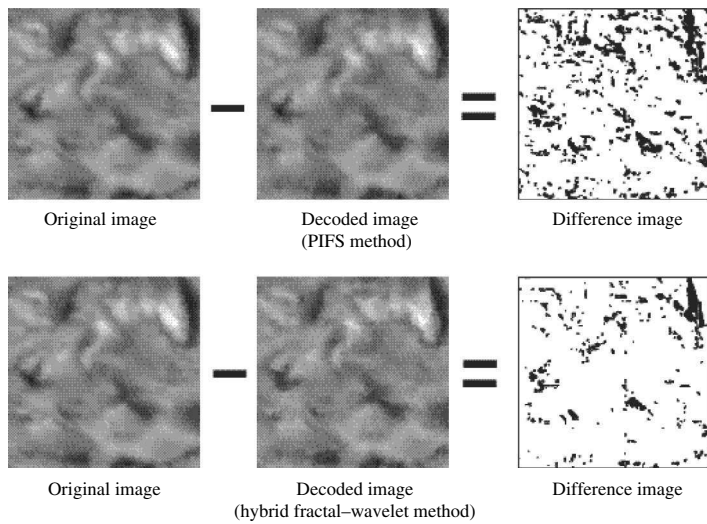 Original image
Decoded image
(PIFS method)
Difference image
Original image
Decoded image
(hybrid fractal–wavelet method)
Difference image